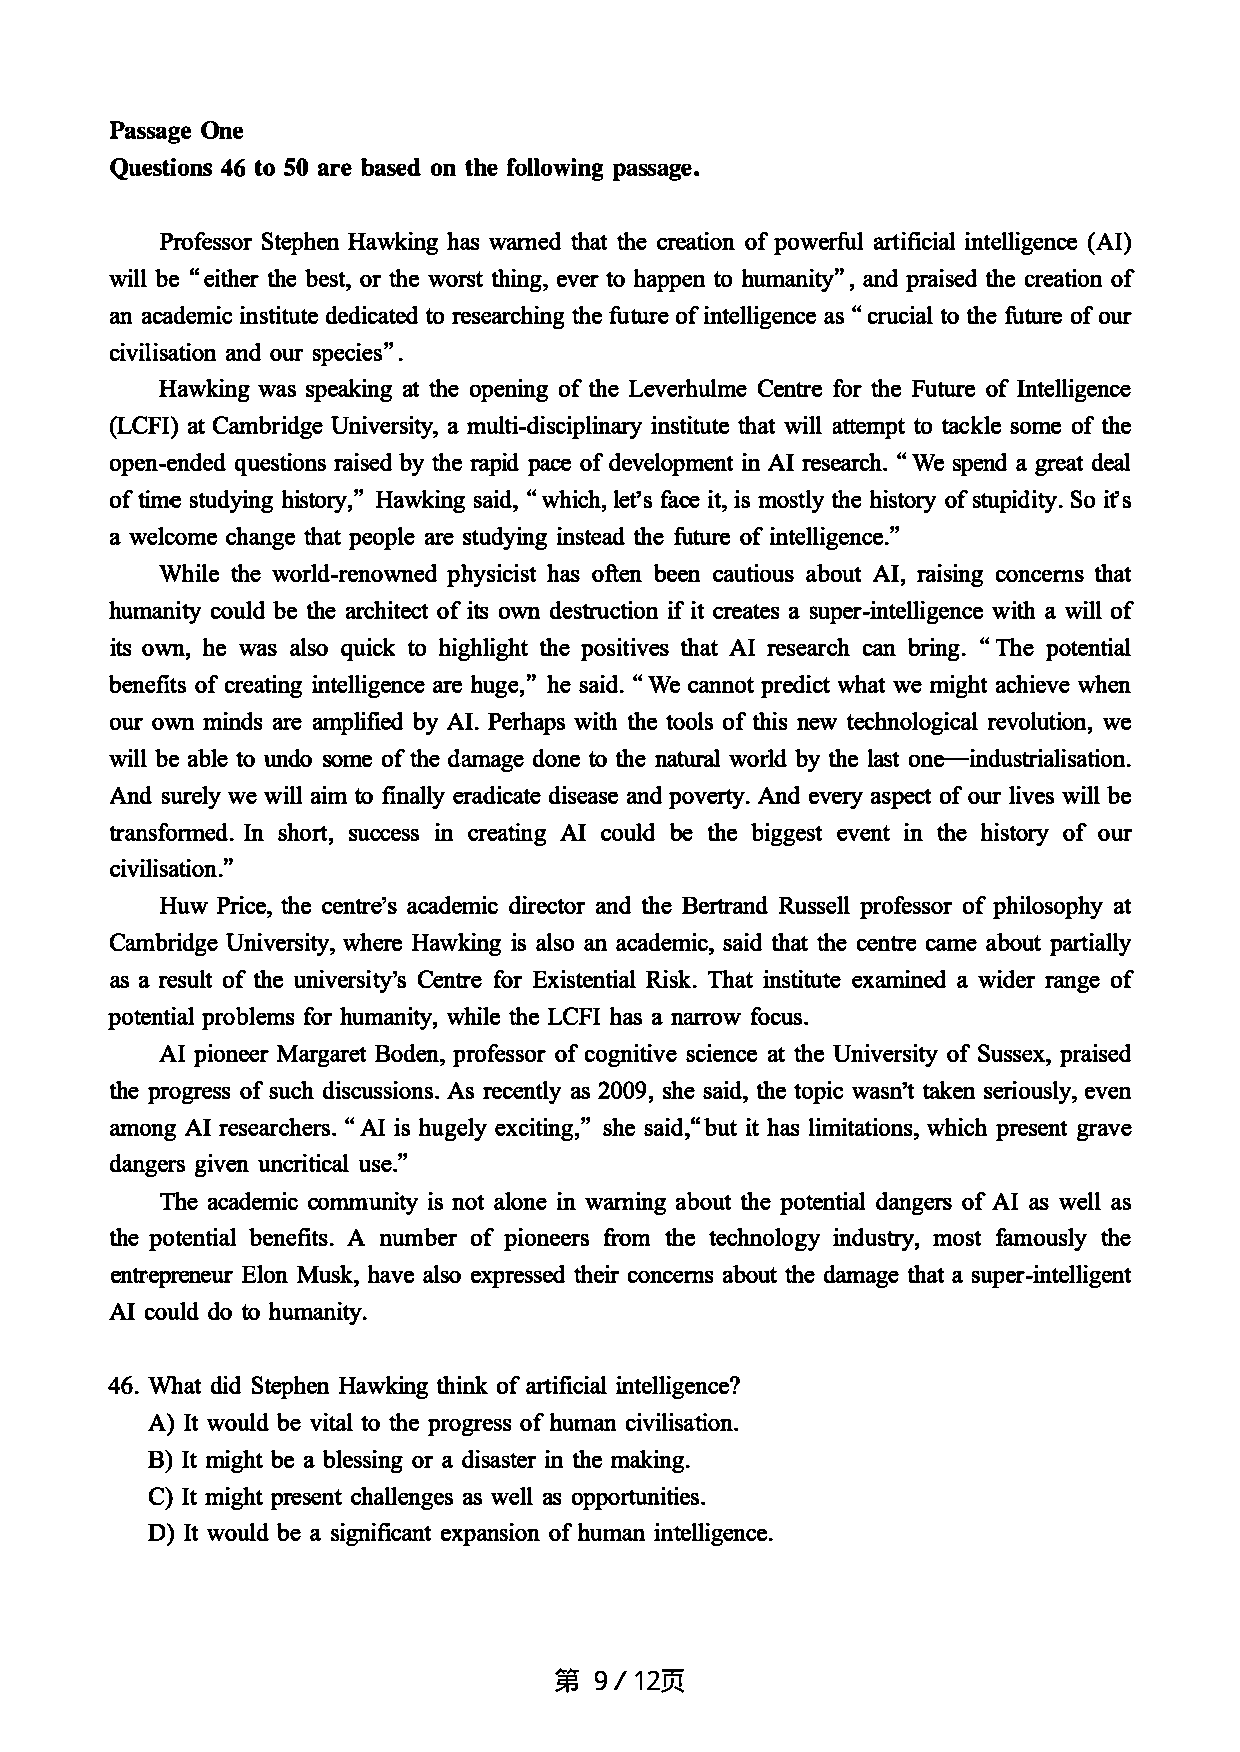 Passage One
Questions 46 to 50 are based on the following passage.
Professor Stephen Hawking has warned that the creation of powerful artificial intelligence (AI)
will be “either the best, or the worst thing, ever to happen to humanity”, and praised the creation of
an academic institute dedicated to researching the future of intelligence as “crucial to the future of our
civilisation and our species”.
Hawking was speaking at the opening of the Leverhulme Centre for the Future of Intelligence
(LCFI) at Cambridge University, a multi-disciplinary institute that will attempt to tackle some of the
open-ended questions raised by the rapid pace of development in AI research. “We spend a great deal
of time studying history,” Hawking said, “which, let’s face it, is mostly the history of stupidity. So it’s
a welcome change that people are studying instead the future of intelligence.”
While the world-renowned physicist has often been cautious about AI, raising concerns that
humanity could be the architect of its own destruction if it creates a super-intelligence with a will of
its own, he was also quick to highlight the positives that AI research can bring. “The potential
benefits of creating intelligence are huge,” he said. “We cannot predict what we might achieve when
our own minds are amplified by AI. Perhaps with the tools of this new technological revolution, we
will be able to undo some of the damage done to the natural world by the last one—industrialisation.
And surely we will aim to finally eradicate disease and poverty. And every aspect of our lives will be
transformed. In short, success in creating AI could be the biggest event in the history of our
civilisation.”
Huw Price, the centre’s academic director and the Bertrand Russell professor of philosophy at
Cambridge University, where Hawking is also an academic, said that the centre came about partially
as a result of the university’s Centre for Existential Risk. That institute examined a wider range of
potential problems for humanity, while the LCFI has a narrow focus.
AI pioneer Margaret Boden, professor of cognitive science at the University of Sussex, praised
the progress of such discussions. As recently as 2009, she said, the topic wasn’t taken seriously, even
among AI researchers. “AI is hugely exciting,” she said,“but it has limitations, which present grave
dangers given uncritical use.”
The academic community is not alone in warning about the potential dangers of AI as well as
the potential benefits. A number of pioneers from the technology industry, most famously the
entrepreneur Elon Musk, have also expressed their concerns about the damage that a super-intelligent
AI could do to humanity.
46. What did Stephen Hawking think of artificial intelligence?
A) It would be vital to the progress of human civilisation.
B) It might be a blessing or a disaster in the making.
C) It might present challenges as well as opportunities.
D) It would be a significant expansion of human intelligence.
第 9 / 12页